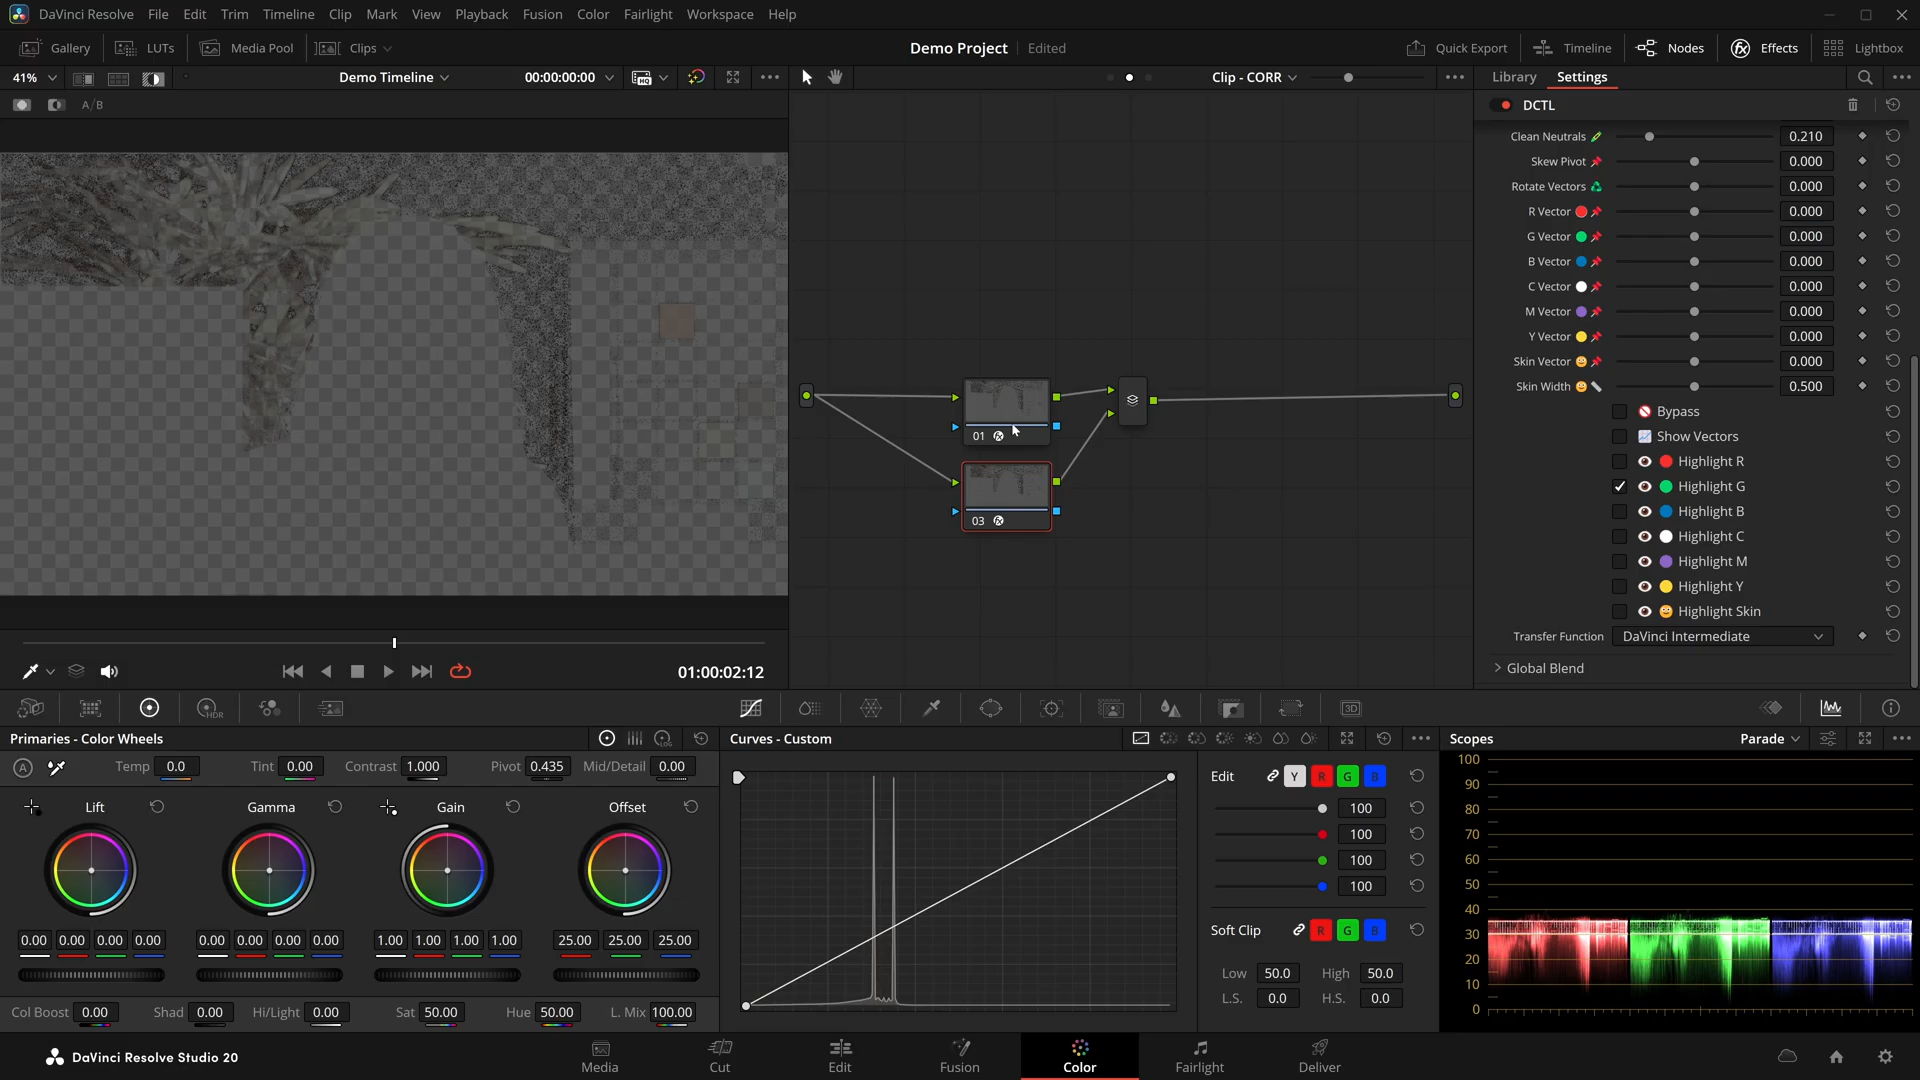 DaVinci Resolve File Edit Trim Timeline Clip Mark View Playback Fusion Color Fairlight Workspace Help
Gallery LUTs Media Pool Clips Demo Project Edited Quick Export Timeline Nodes Effects Lightbox
41% Demo Timeline 00:00:00:00 Clip - CORR Library Settings
A/B
DCTL
Clean Neutrals 0.210
Skew Pivot 0.000
Rotate Vectors 0.000
R Vector 0.000
G Vector 0.000
B Vector 0.000
C Vector 0.000
M Vector 0.000
Y Vector 0.000
Skin Vector 0.000
Skin Width 0.500
Bypass
Show Vectors
Highlight R
Highlight G
Highlight B
Highlight C
Highlight M
Highlight Y
Highlight Skin
Transfer Function DaVinci Intermediate
Global Blend
01
03
01:00:02:12
HDR
3D
Primaries - Color Wheels
LOG
Curves - Custom
Scopes Parade
A Temp 0.0 Tint 0.00 Contrast 1.000 Pivot 0.435 Mid/Detail 0.00
Lift Gamma Gain Offset
0.00 0.00 0.00 0.00 0.00 0.00 0.00 0.00 1.00 1.00 1.00 1.00 25.00 25.00 25.00
Col Boost 0.00 Shad 0.00 Hi/Light 0.00 Sat 50.00 Hue 50.00 L. Mix 100.00
Edit Y R G B
100
100
100
100
Soft Clip R G B
Low 50.0 High 50.0
L.S. 0.0 H.S. 0.0
100
90
80
70
60
50
40
30
20
10
0
DaVinci Resolve Studio 20
Media Cut Edit Fusion Color Fairlight Deliver